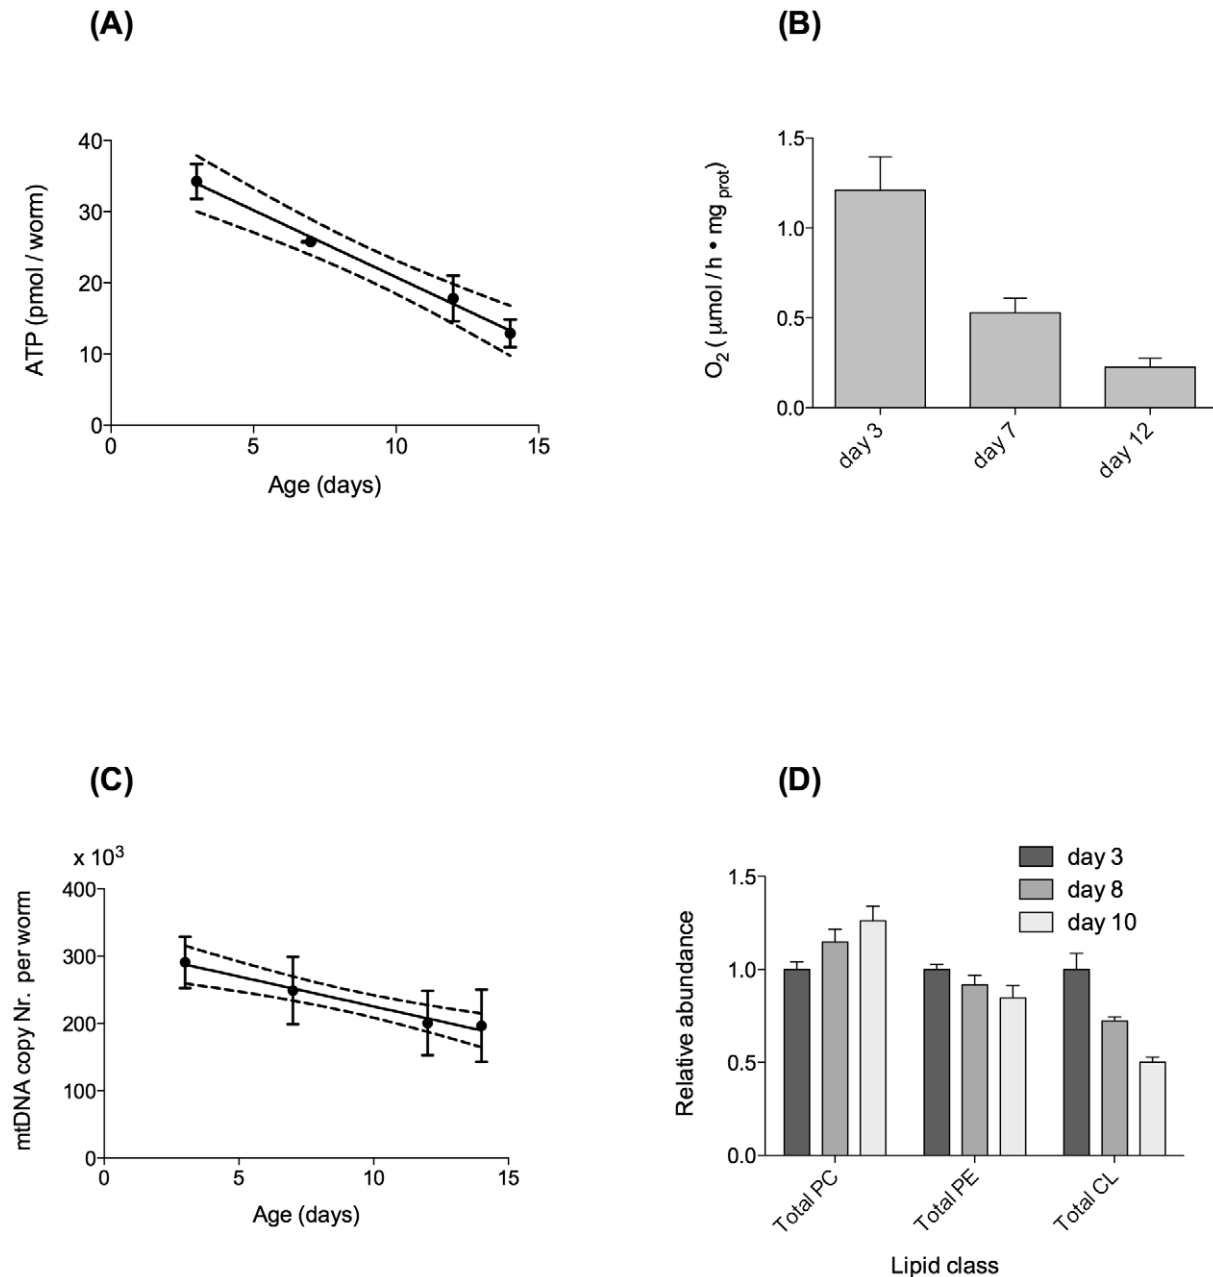 (A)
ATP (pmol / worm)
40
30
20
10
0
0 5 10 15
Age (days)
(B)
O2 ( μmol / h • mg prot)
1.5
1.0
0.5
0.0
day 3
day 7
day 12
(C)
x 10³
mtDNA copy Nr. per worm
400
300
200
100
0
0 5 10 15
Age (days)
(D)
day 3
day 8
day 10
Relative abundance
1.5
1.0
0.5
0.0
Total PC
Total PE
Total CL
Lipid class